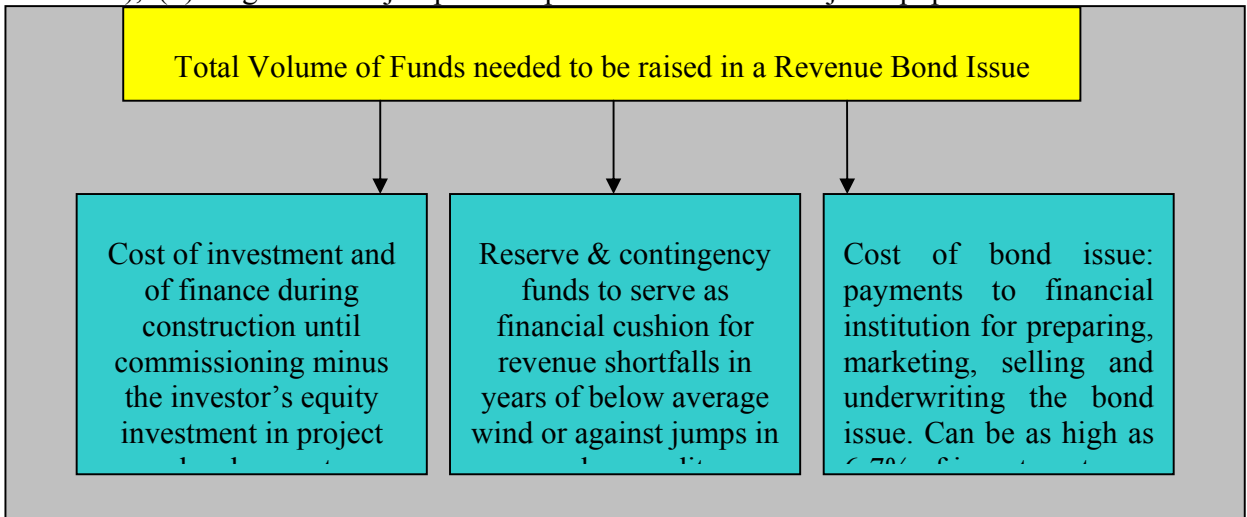 Total Volume of Funds needed to be raised in a Revenue Bond Issue
Cost of investment and
of finance during
construction until
commissioning minus
the investor’s equity
investment in project
Reserve & contingency
funds to serve as
financial cushion for
revenue shortfalls in
years of below average
wind or against jumps in
Cost of bond issue:
payments to financial
institution for preparing,
marketing, selling and
underwriting the bond
issue. Can be as high as